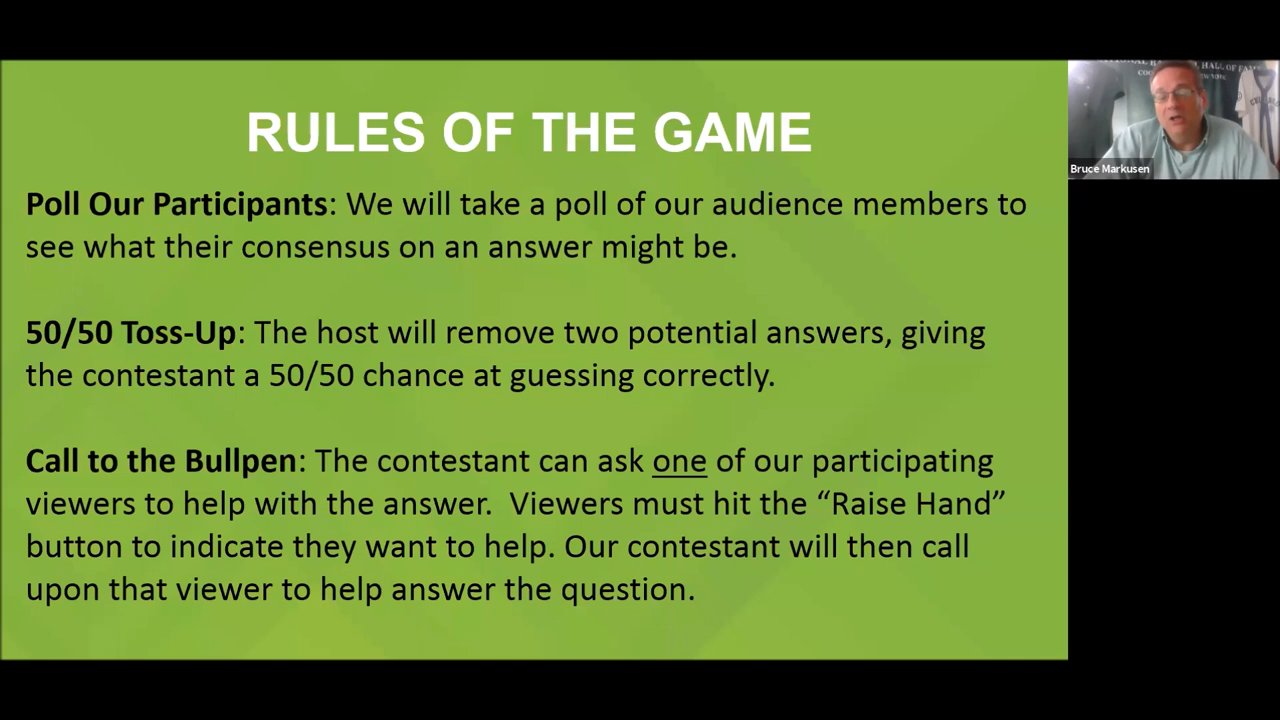 RULES OF THE GAME
Poll Our Participants: We will take a poll of our audience members to
see what their consensus on an answer might be.
50/50 Toss-Up: The host will remove two potential answers, giving
the contestant a 50/50 chance at guessing correctly.
Call to the Bullpen: The contestant can ask one of our participating
viewers to help with the answer.  Viewers must hit the “Raise Hand”
button to indicate they want to help. Our contestant will then call
upon that viewer to help answer the question.
HALL OF
Bruce Markusen